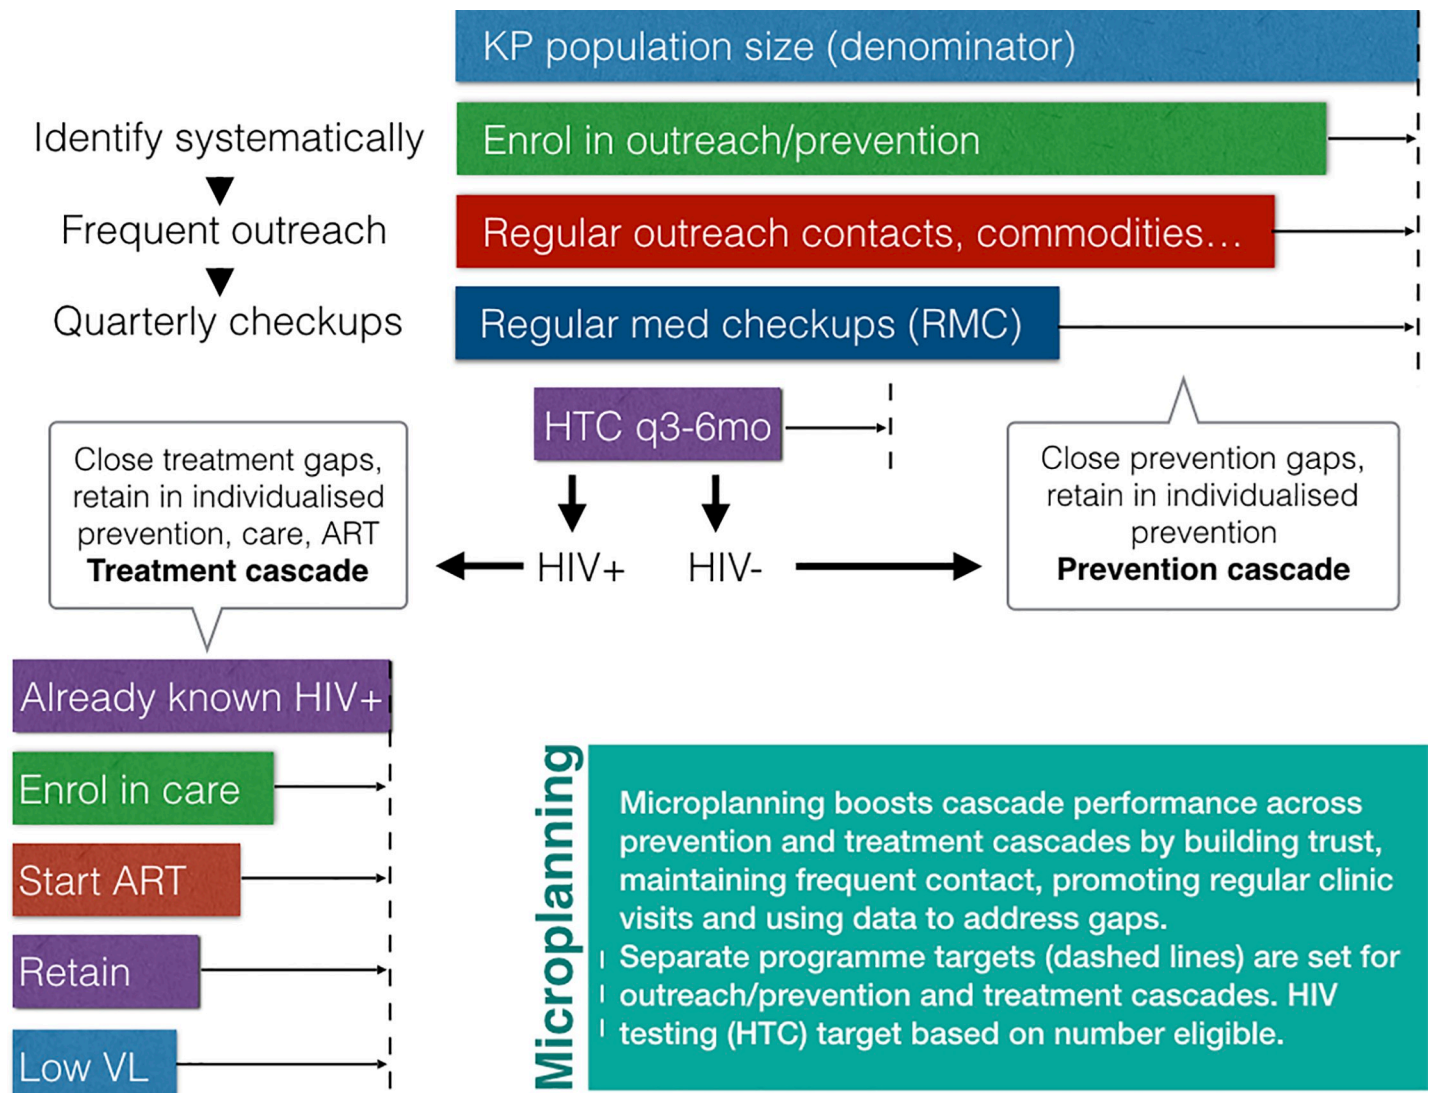 KP population size (denominator)
Identify systematically
Enrol in outreach/prevention
Frequent outreach
Regular outreach contacts, commodities...
Quarterly checkups
Regular med checkups (RMC)
HTC q3-6mo
Close treatment gaps,
retain in individualised
prevention, care, ART
Treatment cascade
HIV+
HIV-
Close prevention gaps,
retain in individualised
prevention
Prevention cascade
Already known HIV+
Enrol in care
Start ART
Retain
Low VL
Microplanning
Microplanning boosts cascade performance across
prevention and treatment cascades by building trust,
maintaining frequent contact, promoting regular clinic
visits and using data to address gaps.
Separate programme targets (dashed lines) are set for
outreach/prevention and treatment cascades. HIV
testing (HTC) target based on number eligible.